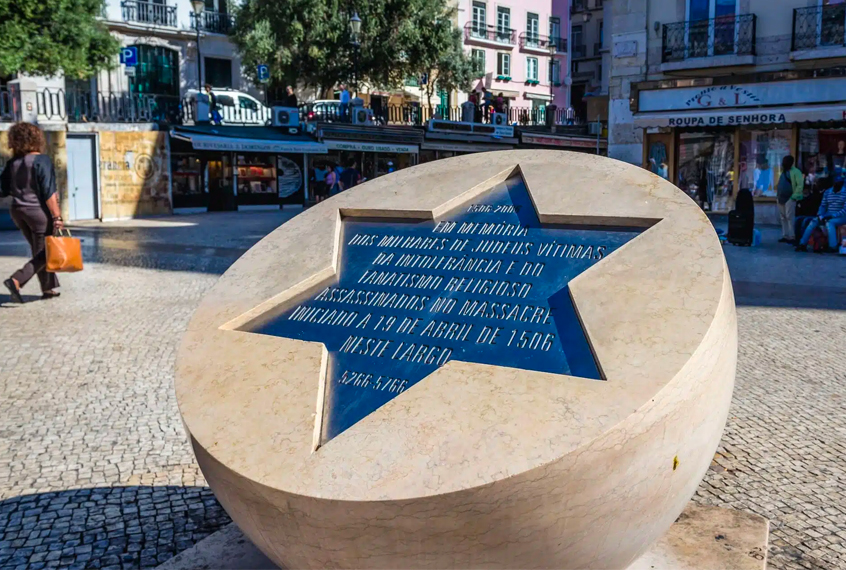 1506-2006
EM MEMÓRIA
DOS MILHARES DE JUDEUS VÍTIMAS
DA INTOLERÂNCIA E DO
FANATISMO RELIGIOSO
ASSASSINADOS NO MASSACRE
INICIADO A 19 DE ABRIL DE 1506
NESTE LARGO
5266-5766
P
P
G & L
ROUPA DE SENHORA